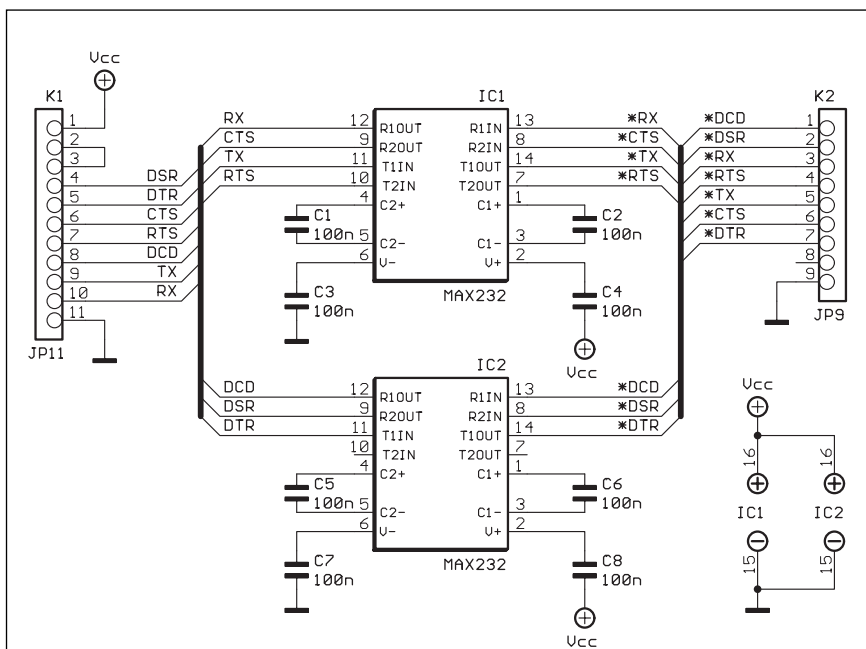 Vcc
K1
1
2
3
4
5
6
7
8
9
10
11
JP11
DSR
DTR
CTS
RTS
DCD
TX
RX
RX
CTS
TX
RTS
IC1
12 R1OUT R1IN 13
9 R2OUT R2IN 8
11 T1IN T1OUT 14
10 T2IN T2OUT 7
4 C2+ C1+ 1
5 C2- C1- 3
6 V- V+ 2
MAX232
C1
100n
C2
100n
C3
100n
C4
100n
Vcc
*RX
*CTS
*TX
*RTS
K2
*DCD 1
*DSR 2
*RX 3
*RTS 4
*TX 5
*CTS 6
*DTR 7
8
9
JP9
IC2
DCD 12 R1OUT R1IN 13 *DCD
DSR 9 R2OUT R2IN 8 *DSR
DTR 11 T1IN T1OUT 14 *DTR
10 T2IN T2OUT 7
4 C2+ C1+ 1
5 C2- C1- 3
6 V- V+ 2
MAX232
C5
100n
C6
100n
C7
100n
C8
100n
Vcc
Vcc
16 16
IC1 IC2
15 15